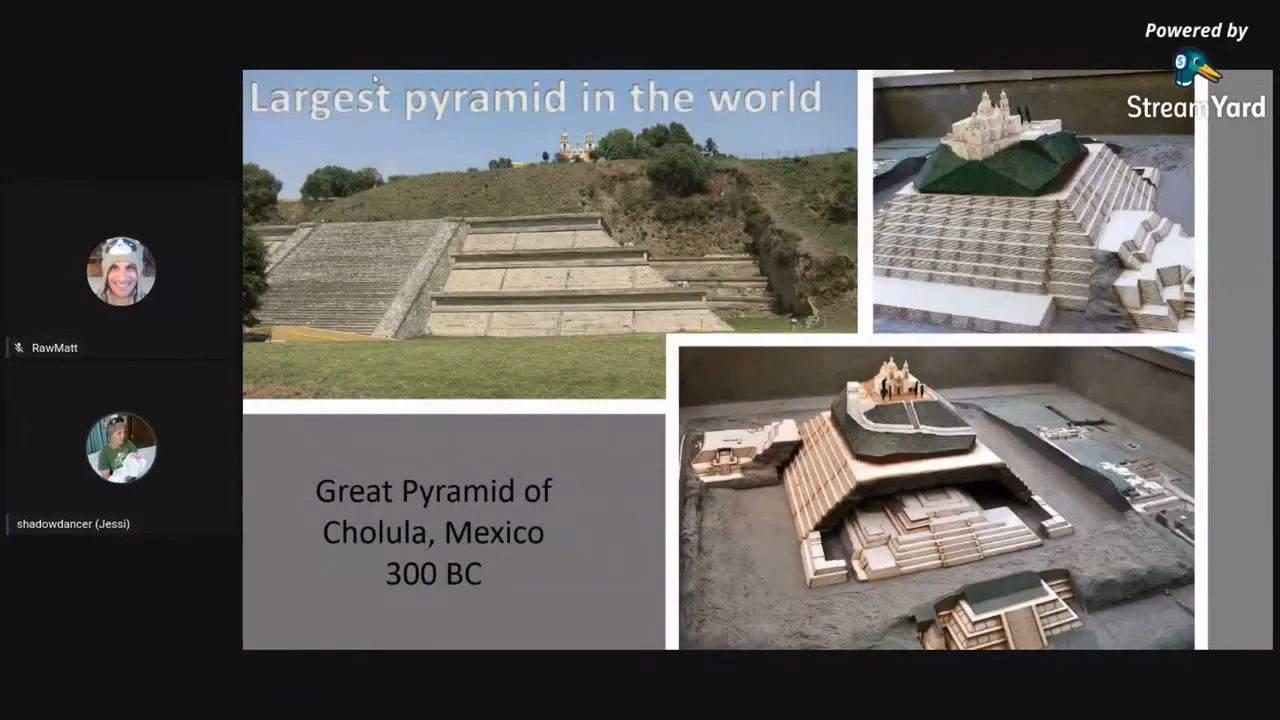 Powered by
StreamYard
Largest pyramid in the world
RawMatt
shadowdancer (Jessi)
Great Pyramid of
Cholula, Mexico
300 BC